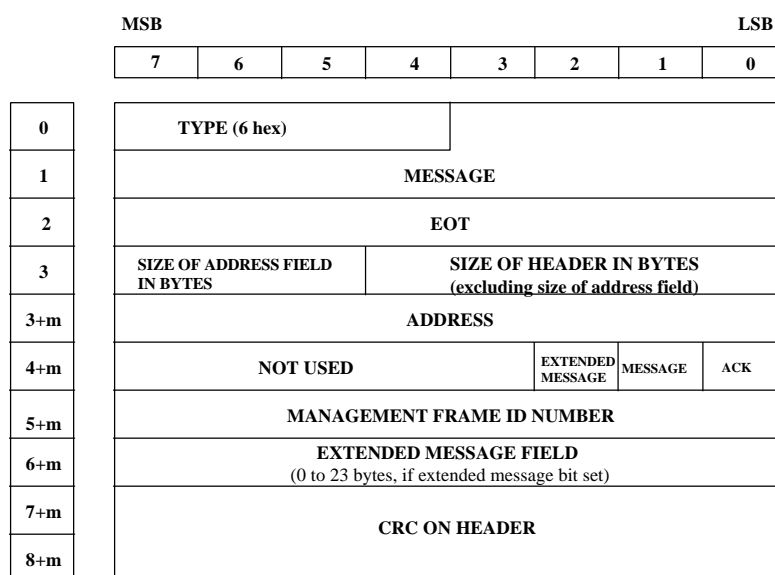 MSB LSB
7 6 5 4 3 2 1 0
0 TYPE (6 hex)
1 MESSAGE
2 EOT
3 SIZE OF ADDRESS FIELD SIZE OF HEADER IN BYTES
IN BYTES (excluding size of address field)
3+m ADDRESS
4+m NOT USED EXTENDED MESSAGE ACK
MESSAGE
5+m MANAGEMENT FRAME ID NUMBER
6+m EXTENDED MESSAGE FIELD
(0 to 23 bytes, if extended message bit set)
7+m
CRC ON HEADER
8+m